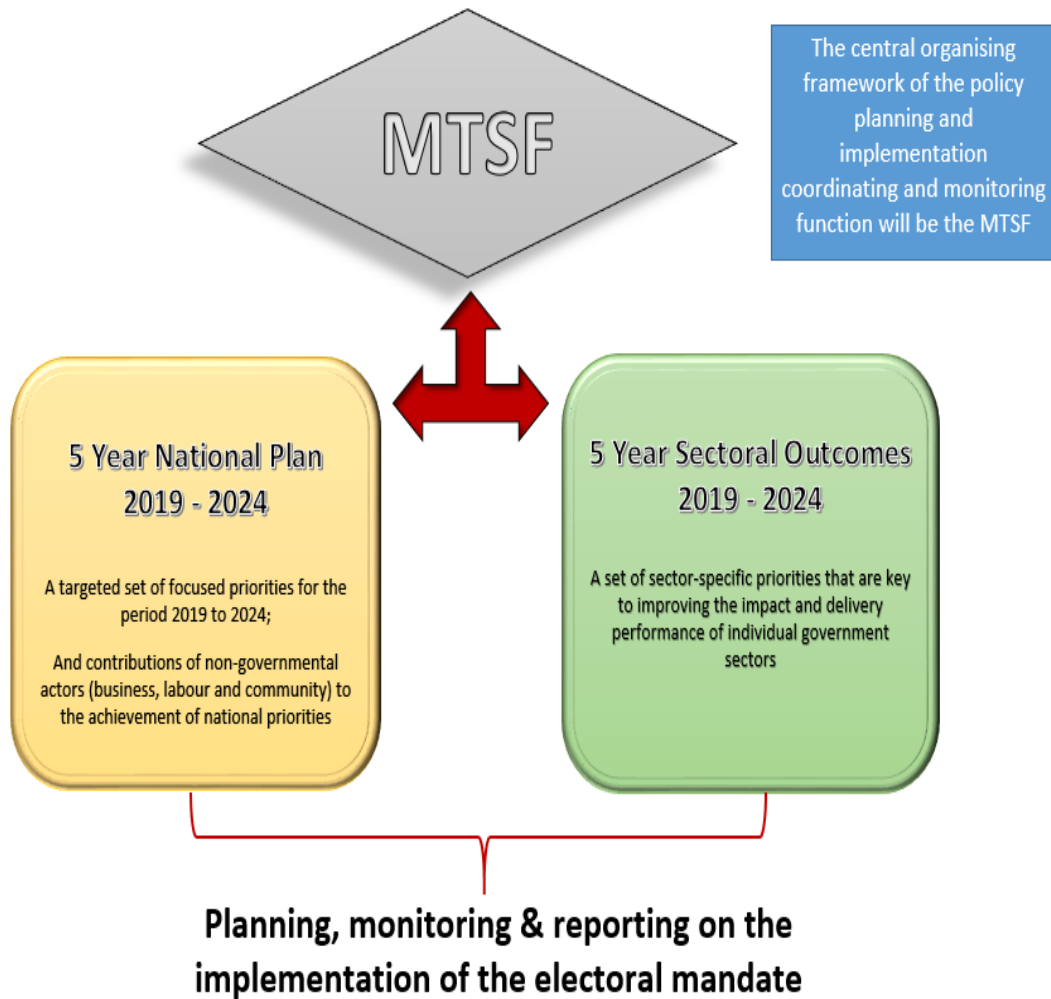 MTSF
The central organising
framework of the policy
planning and
implementation
coordinating and monitoring
function will be the MTSF
5 Year National Plan
2019 - 2024
A targeted set of focused priorities for the
period 2019 to 2024;
And contributions of non-governmental
actors (business, labour and community) to
the achievement of national priorities
5 Year Sectoral Outcomes
2019 - 2024
A set of sector-specific priorities that are key
to improving the impact and delivery
performance of individual government
sectors
Planning, monitoring & reporting on the
implementation of the electoral mandate